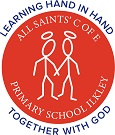 LEARNING HAND IN HAND
ALL SAINTS' C OF E
PRIMARY SCHOOL ILKLEY
TOGETHER WITH GOD